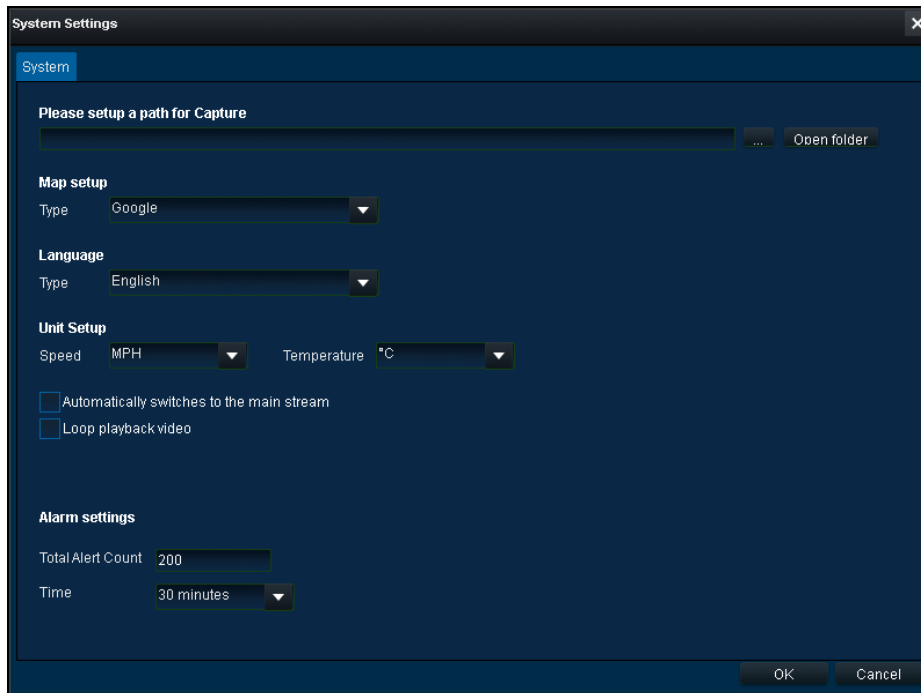 System Settings
System
Please setup a path for Capture
... Open folder
Map setup
Type Google
Language
Type English
Unit Setup
Speed MPH Temperature °C
Automatically switches to the main stream
Loop playback video
Alarm settings
Total Alert Count 200
Time 30 minutes
OK Cancel